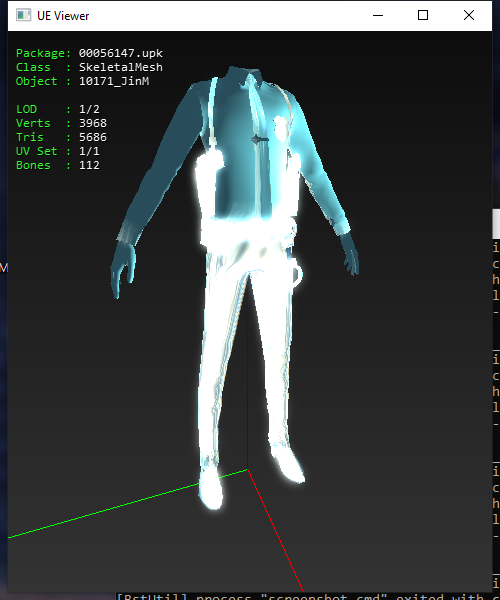 UE Viewer
Package: 00056147.upk
Class  : SkeletalMesh
Object : 10171_JinM
LOD    : 1/2
Verts  : 3968
Tris   : 5686
UV Set : 1/1
Bones  : 112
M
i
c
h
l
-
i
c
h
l
-
i
c
h
l
-
i
[BstUtil] process "screenshot.cmd" exited with c